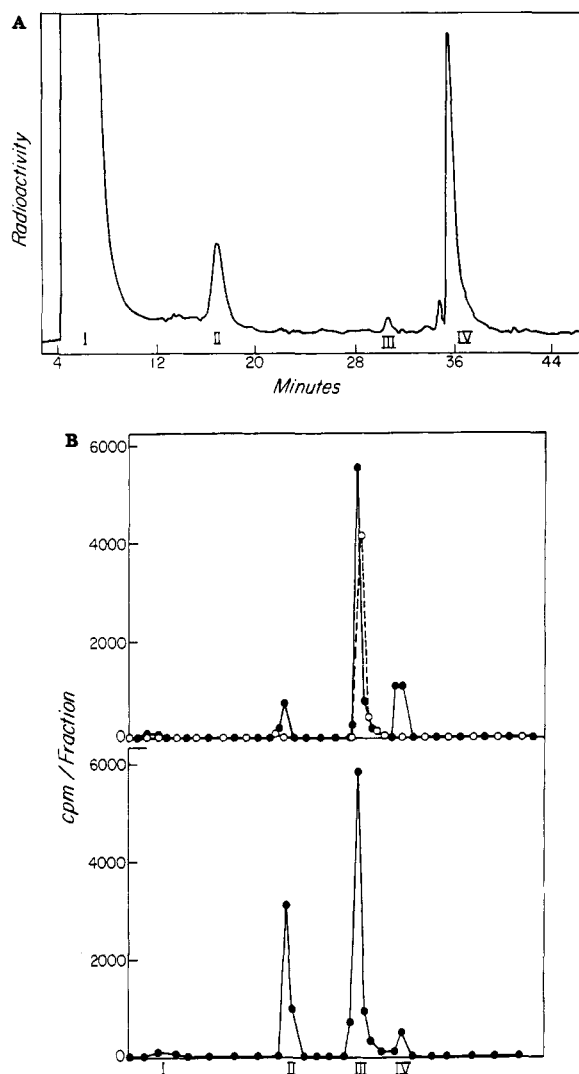 A
Radioactivity
I II III IV
4 12 20 28 36 44
Minutes
B
6000
4000
2000
0
cpm / Fraction
6000
4000
2000
0
I II III IV